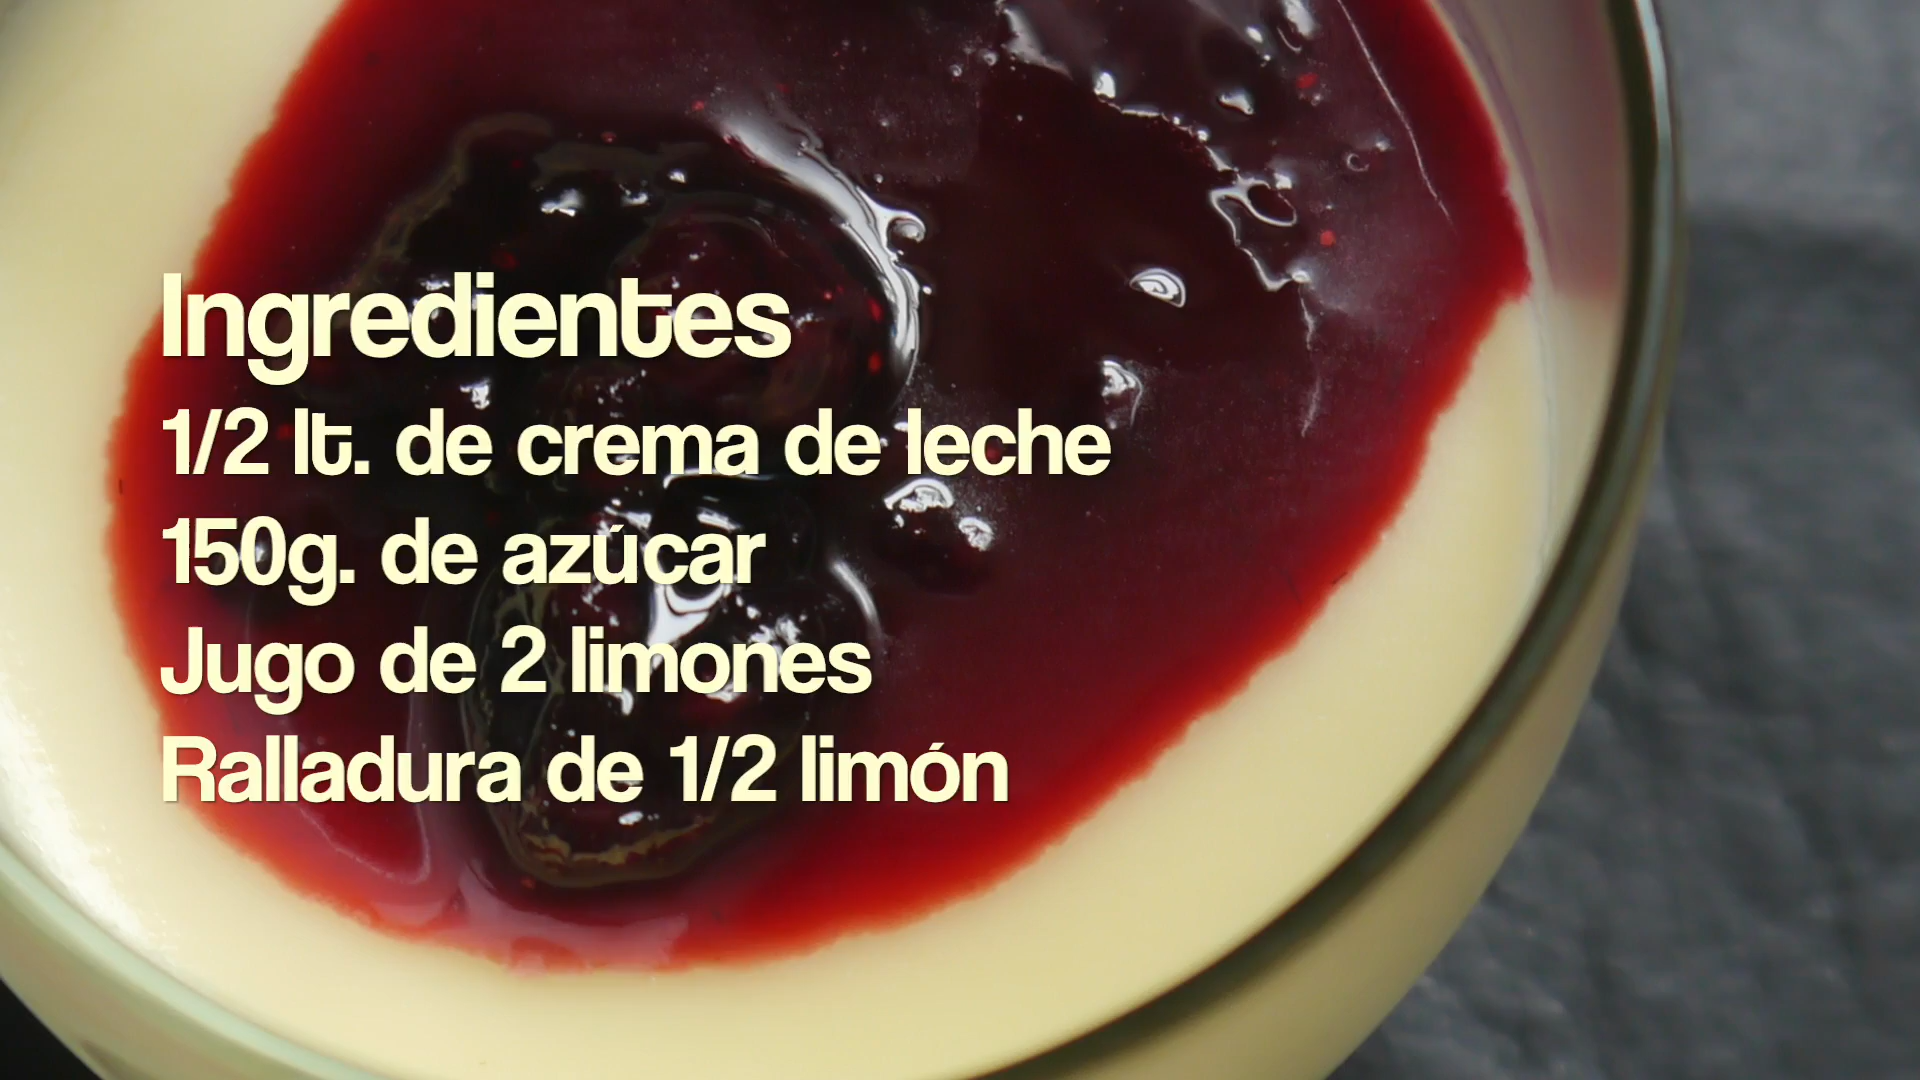 Ingredientes
1/2 lt. de crema de leche
150g. de azúcar
Jugo de 2 limones
Ralladura de 1/2 limón